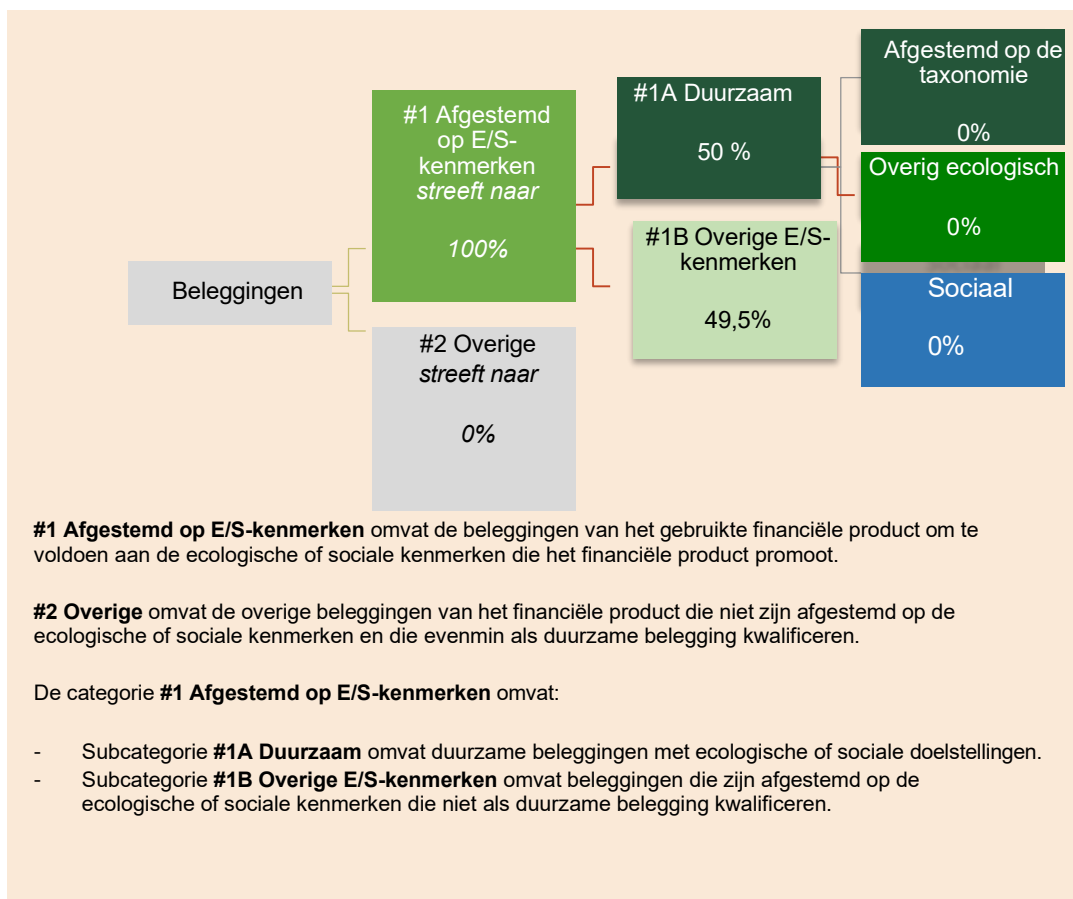 Beleggingen
#1 Afgestemd
op E/S-
kenmerken
streeft naar
100%
#2 Overige
streeft naar
0%
#1A Duurzaam
50 %
#1B Overige E/S-
kenmerken
49,5%
Afgestemd op de
taxonomie
0%
Overig ecologisch
0%
Sociaal
0%
#1 Afgestemd op E/S-kenmerken omvat de beleggingen van het gebruikte financiële product om te
voldoen aan de ecologische of sociale kenmerken die het financiële product promoot.
#2 Overige omvat de overige beleggingen van het financiële product die niet zijn afgestemd op de
ecologische of sociale kenmerken en die evenmin als duurzame belegging kwalificeren.
De categorie #1 Afgestemd op E/S-kenmerken omvat:
- Subcategorie #1A Duurzaam omvat duurzame beleggingen met ecologische of sociale doelstellingen.
- Subcategorie #1B Overige E/S-kenmerken omvat beleggingen die zijn afgestemd op de
ecologische of sociale kenmerken die niet als duurzame belegging kwalificeren.